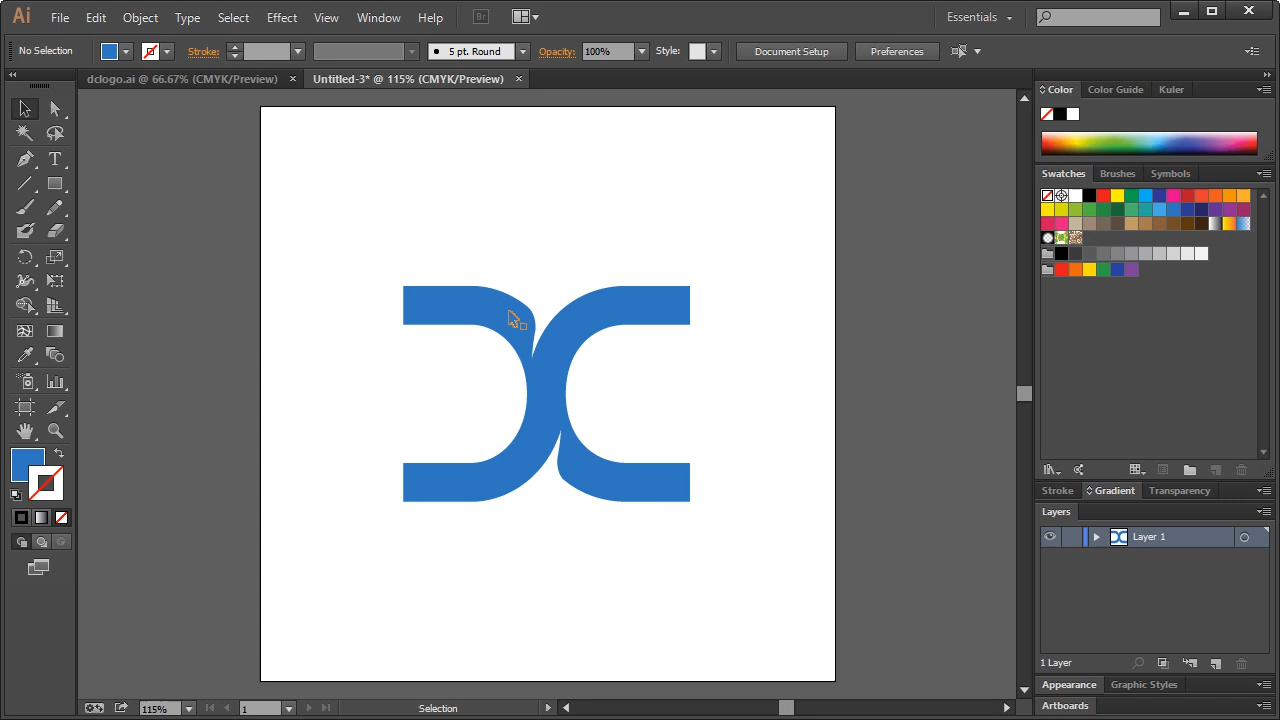 Ai File Edit Object Type Select Effect View Window Help Br Essentials
No Selection Stroke: 5 pt. Round Opacity: 100% Style: Document Setup Preferences
dclogo.ai @ 66.67% (CMYK/Preview) × Untitled-3* @ 115% (CMYK/Preview) ×
Color Color Guide Kuler
Swatches Brushes Symbols
Stroke Gradient Transparency
Layers
Layer 1
1 Layer
Appearance Graphic Styles
Artboards
115% 1 Selection